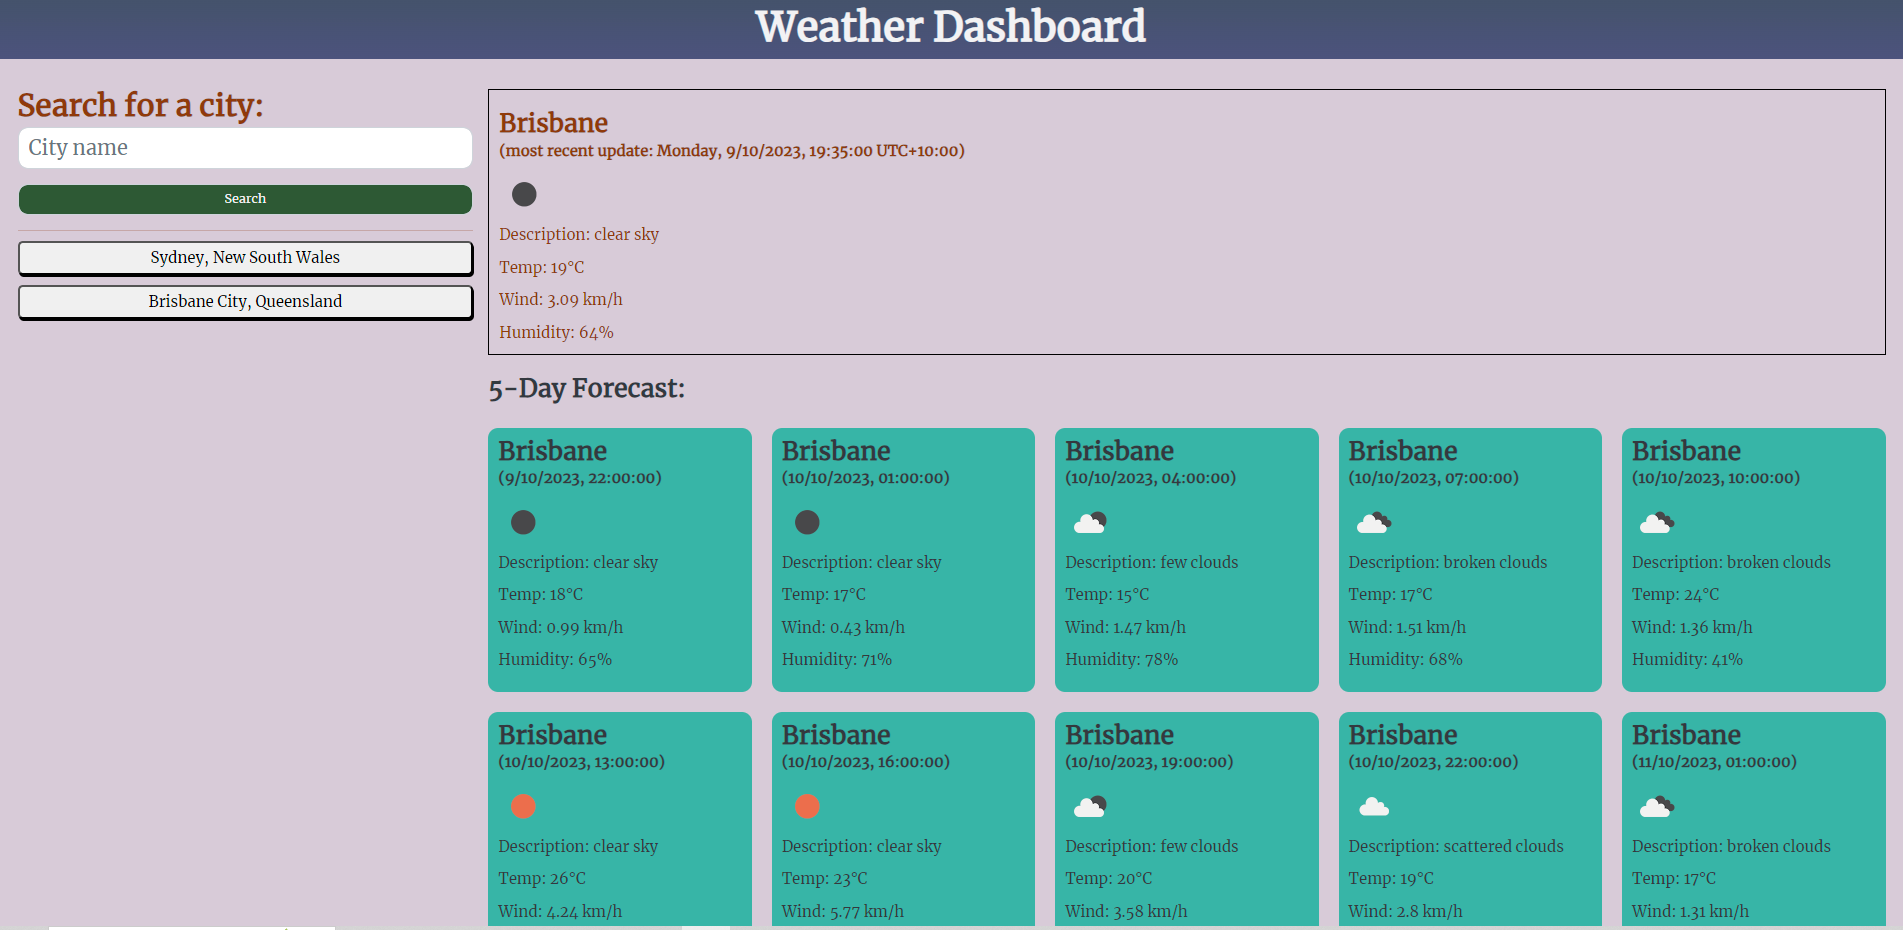 Weather Dashboard
Search for a city:
City name
Search
Sydney, New South Wales
Brisbane City, Queensland
Brisbane
(most recent update: Monday, 9/10/2023, 19:35:00 UTC+10:00)
Description: clear sky
Temp: 19°C
Wind: 3.09 km/h
Humidity: 64%
5-Day Forecast:
Brisbane
(9/10/2023, 22:00:00)
Description: clear sky
Temp: 18°C
Wind: 0.99 km/h
Humidity: 65%
Brisbane
(10/10/2023, 01:00:00)
Description: clear sky
Temp: 17°C
Wind: 0.43 km/h
Humidity: 71%
Brisbane
(10/10/2023, 04:00:00)
Description: few clouds
Temp: 15°C
Wind: 1.47 km/h
Humidity: 78%
Brisbane
(10/10/2023, 07:00:00)
Description: broken clouds
Temp: 17°C
Wind: 1.51 km/h
Humidity: 68%
Brisbane
(10/10/2023, 10:00:00)
Description: broken clouds
Temp: 24°C
Wind: 1.36 km/h
Humidity: 41%
Brisbane
(10/10/2023, 13:00:00)
Description: clear sky
Temp: 26°C
Wind: 4.24 km/h
Brisbane
(10/10/2023, 16:00:00)
Description: clear sky
Temp: 23°C
Wind: 5.77 km/h
Brisbane
(10/10/2023, 19:00:00)
Description: few clouds
Temp: 20°C
Wind: 3.58 km/h
Brisbane
(10/10/2023, 22:00:00)
Description: scattered clouds
Temp: 19°C
Wind: 2.8 km/h
Brisbane
(11/10/2023, 01:00:00)
Description: broken clouds
Temp: 17°C
Wind: 1.31 km/h